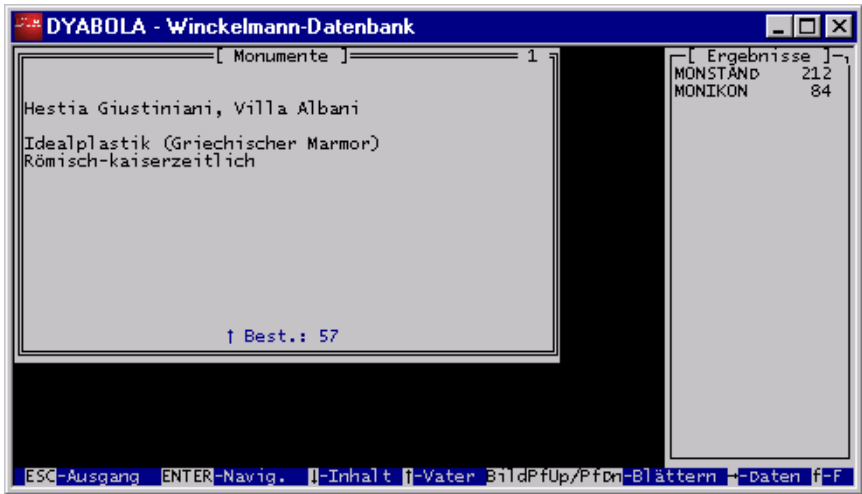 DYABOLA - Winckelmann-Datenbank
[ Monumente ] 1
Hestia Giustiniani, Villa Albani
Idealplastik (Griechischer Marmor)
Römisch-kaiserzeitlich
↑ Best.: 57
[ Ergebnisse ]
MONSTAND 212
MONIKON 84
ESC-Ausgang ENTER-Navig. ↓-Inhalt ↑-Vater BildPfUp/PfDn-Blättern →-Daten f-F